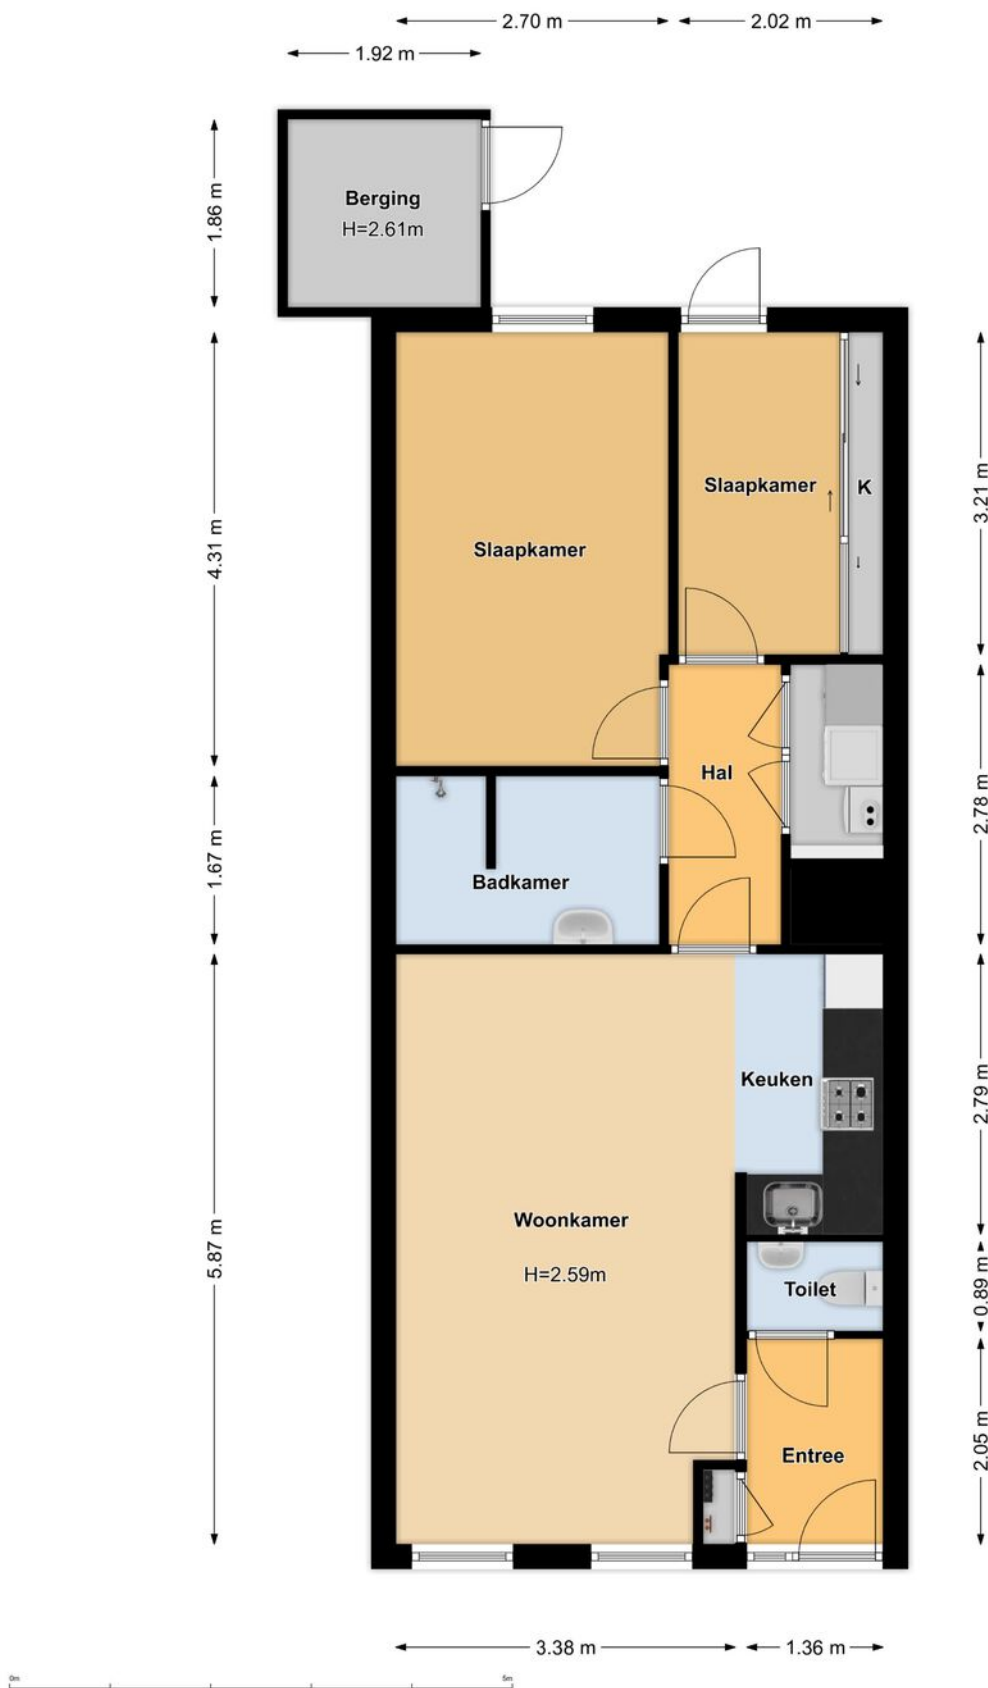 2.70 m
2.02 m
1.92 m
1.86 m
Berging
H=2.61m
4.31 m
3.21 m
Slaapkamer
K
Slaapkamer
Hal
2.78 m
1.67 m
Badkamer
Keuken
2.79 m
5.87 m
Woonkamer
H=2.59m
Toilet
0.89 m
Entree
2.05 m
3.38 m
1.36 m
0m
5m